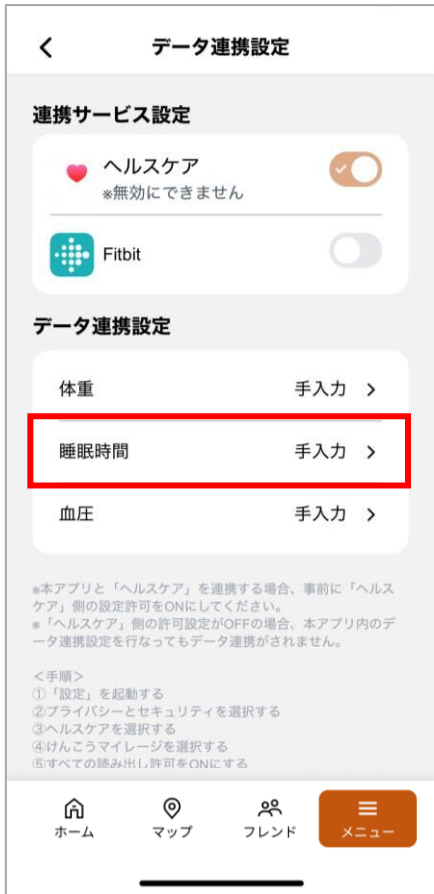 データ連携設定
連携サービス設定
ヘルスケア
※無効にできません
Fitbit
データ連携設定
体重 手入力
睡眠時間 手入力
血圧 手入力
※本アプリと「ヘルスケア」を連携する場合、事前に「ヘルス
ケア」側の設定許可をONにしてください。
※「ヘルスケア」側の許可設定がOFFの場合、本アプリ内のデ
ータ連携設定を行なってもデータ連携がされません。
＜手順＞
①「設定」を起動する
②プライバシーとセキュリティを選択する
③ヘルスケアを選択する
④けんこうマイレージを選択する
⑤すべての読み出し許可をONにする
ホーム マップ フレンド メニュー